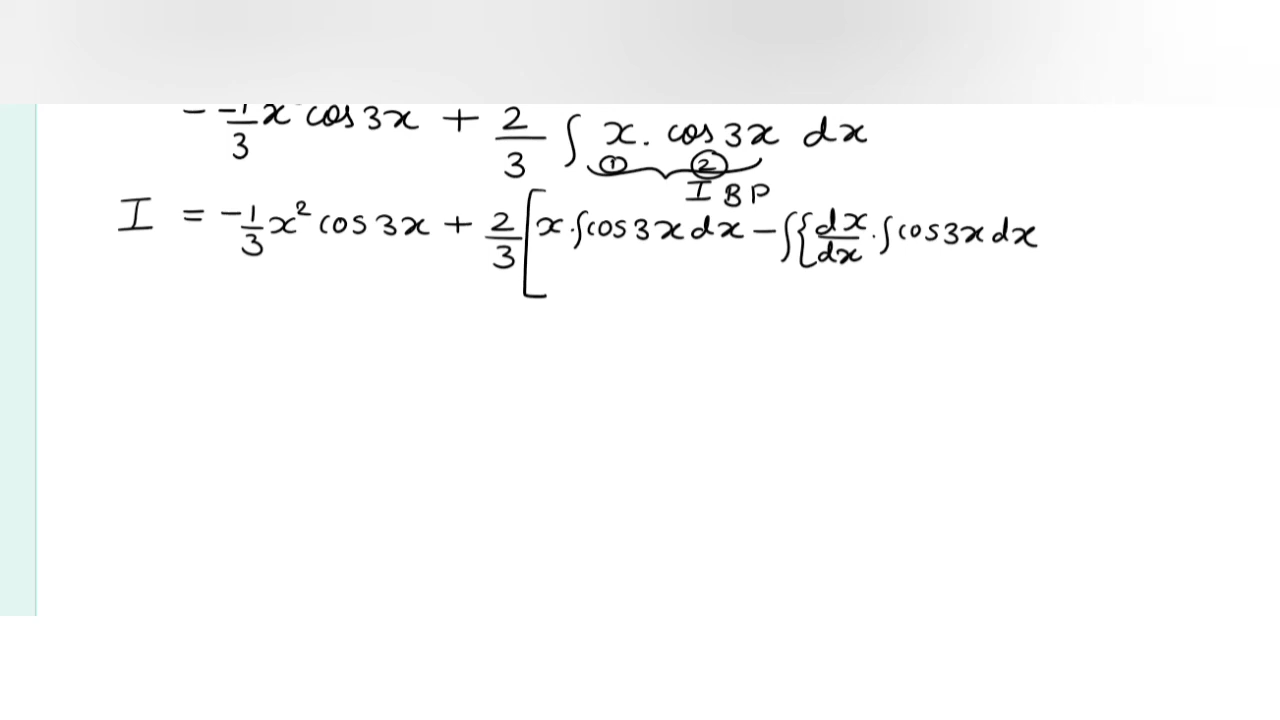 = -1/3 x² cos 3x + 2/3 ∫ x. cos 3x dx
① ②
I B P
I = -1/3 x² cos 3x + 2/3 [ x. ∫cos 3x dx - ∫{ dx/dx . ∫cos 3x dx